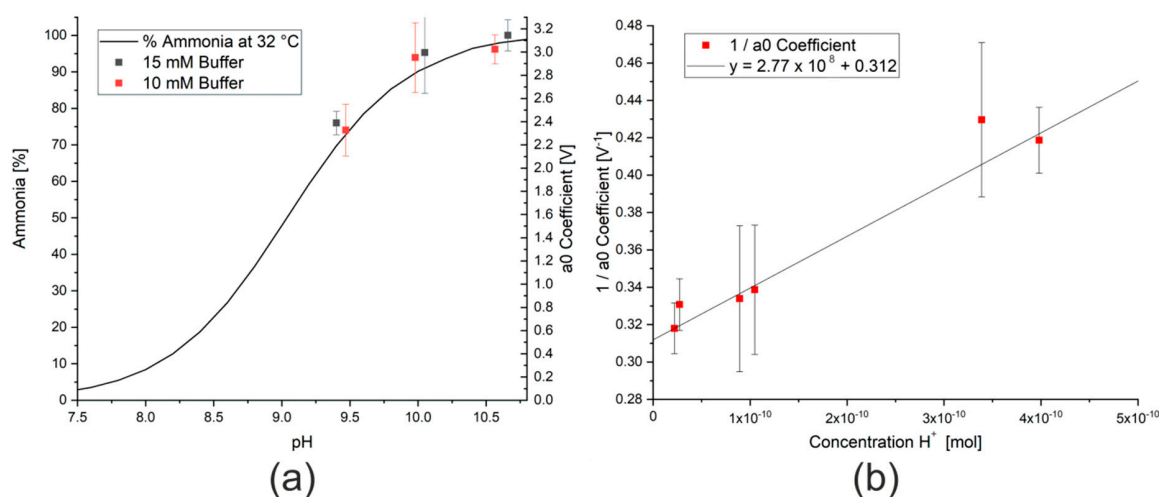 % Ammonia at 32 °C
15 mM Buffer
10 mM Buffer
Ammonia [%]
100
90
80
70
60
50
40
30
20
10
0
7.5 8.0 8.5 9.0 9.5 10.0 10.5
pH
3.2
3.0
2.8
2.6
2.4
2.2
2.0
1.8
1.6
1.4
1.2
1.0
0.8
0.6
0.4
0.2
0.0
a0 Coefficient [V]
(a)
1 / a0 Coefficient
y = 2.77 x 10⁸ + 0.312
1 / a0 Coefficient [V⁻¹]
0.48
0.46
0.44
0.42
0.40
0.38
0.36
0.34
0.32
0.30
0.28
0 1x10⁻¹⁰ 2x10⁻¹⁰ 3x10⁻¹⁰ 4x10⁻¹⁰ 5x10⁻¹⁰
Concentration H⁺ [mol]
(b)